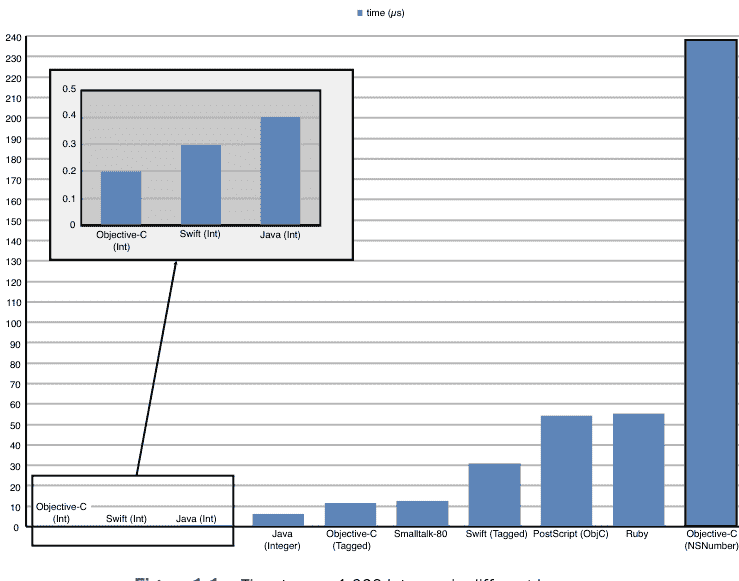 time (µs)
240
230
220
210
200
190
180
170
160
150
140
130
120
110
100
90
80
70
60
50
40
30
20
10
0
0.5
0.4
0.3
0.2
0.1
0
Objective-C
(Int)
Swift (Int)
Java (Int)
Objective-C
(Int)
Swift (Int)
Java (Int)
Java
(Integer)
Objective-C
(Tagged)
Smalltalk-80
Swift (Tagged)
PostScript (ObjC)
Ruby
Objective-C
(NSNumber)